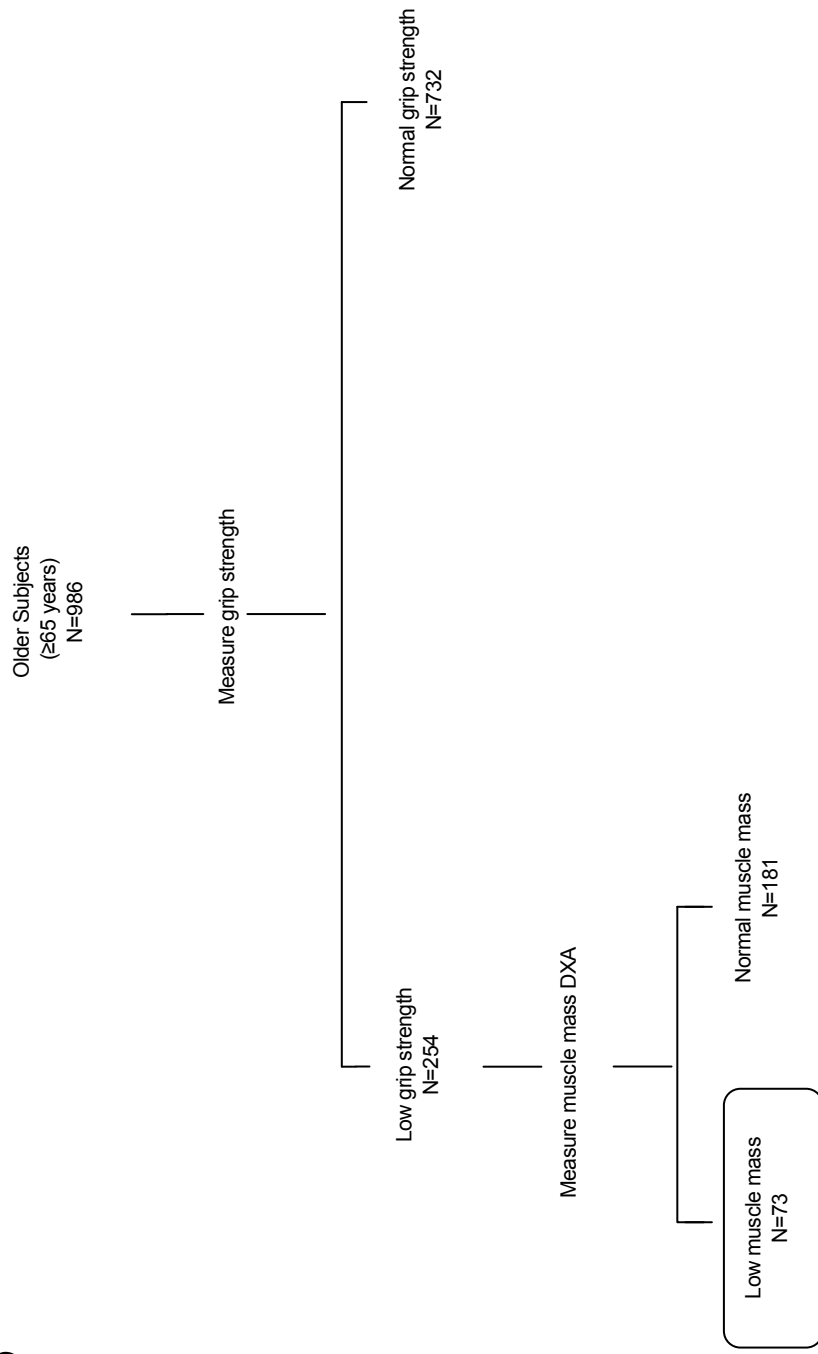 Older Subjects
(≥65 years)
N=986
Measure grip strength
Low grip strength
N=254
Normal grip strength
N=732
Measure muscle mass DXA
Low muscle mass
N=73
Normal muscle mass
N=181